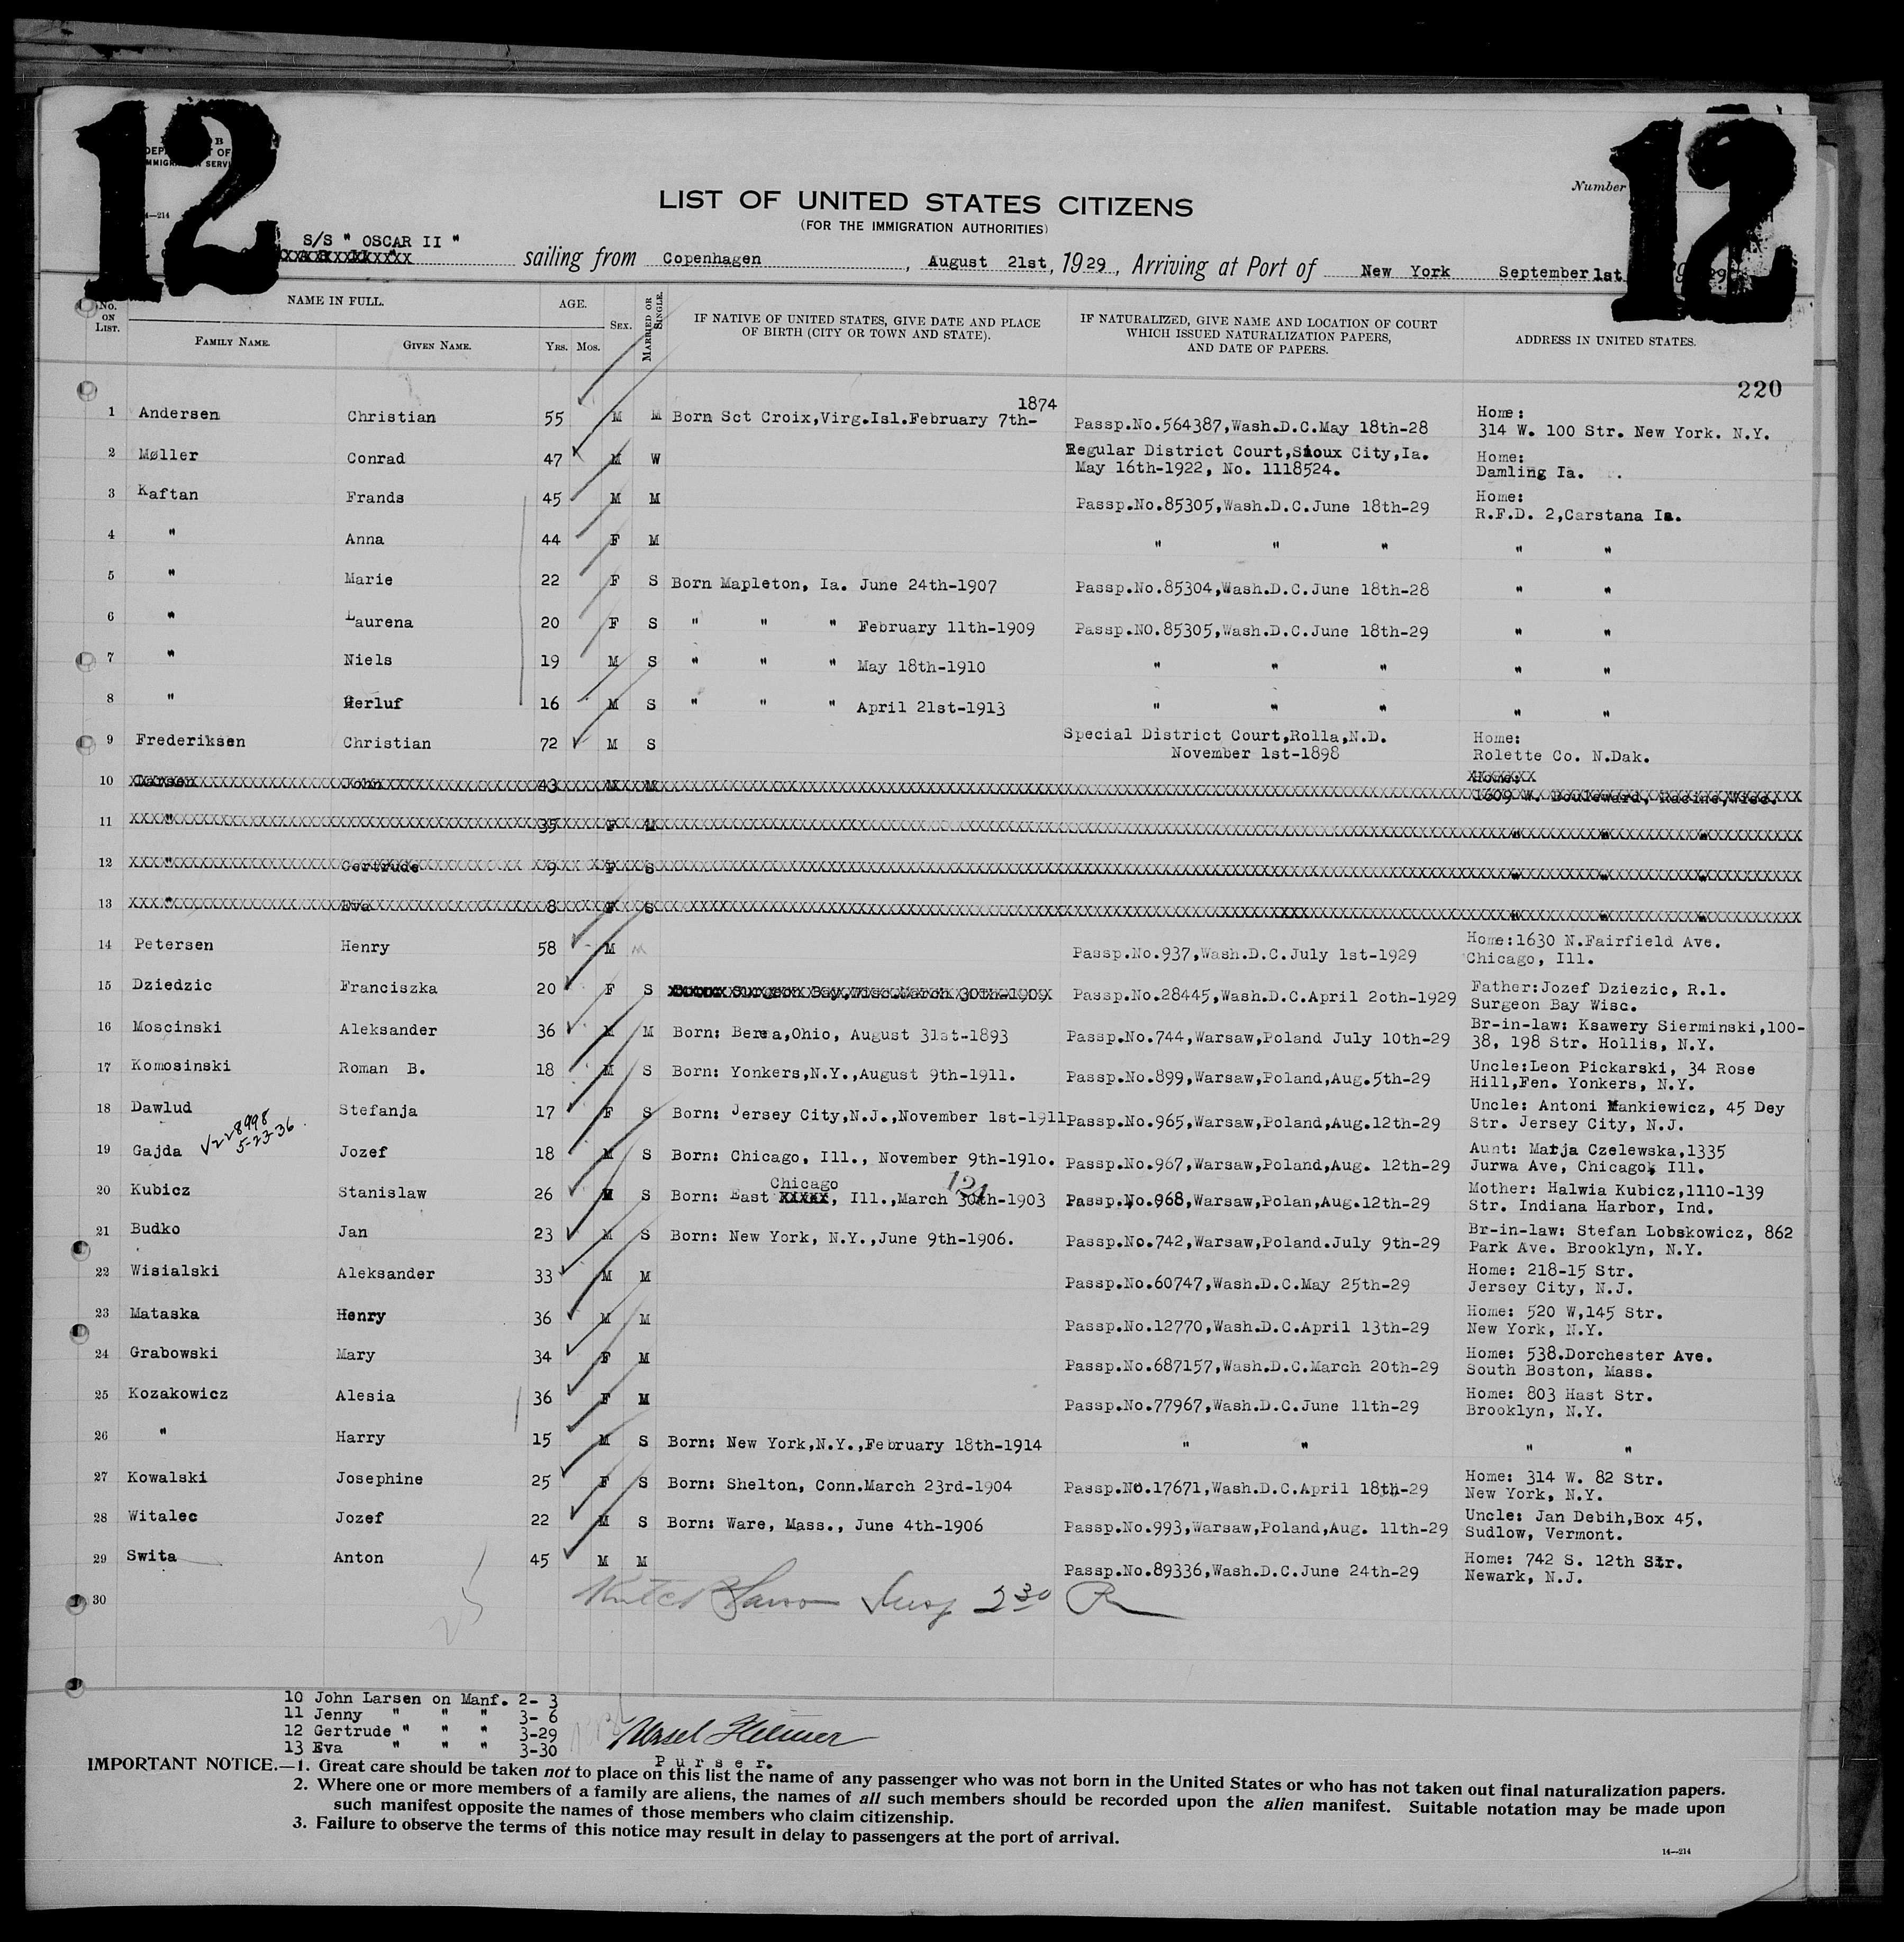 12
12
Number
14—214
LIST OF UNITED STATES CITIZENS
(FOR THE IMMIGRATION AUTHORITIES)
S/S " OSCAR II "
sailing from Copenhagen, August 21st, 1929, Arriving at Port of New York September 1st
No. ON LIST.
NAME IN FULL.
FAMILY NAME.
GIVEN NAME.
AGE.
YRS. MOS.
SEX.
MARRIED OR SINGLE.
IF NATIVE OF UNITED STATES, GIVE DATE AND PLACE
OF BIRTH (CITY OR TOWN AND STATE).
IF NATURALIZED, GIVE NAME AND LOCATION OF COURT
WHICH ISSUED NATURALIZATION PAPERS,
AND DATE OF PAPERS.
ADDRESS IN UNITED STATES.
220
1874
1 Andersen Christian 55 M M Born Sct Croix,Virg.Isl.February 7th- Passp.No.564387,Wash.D.C.May 18th-28 Home:
314 W. 100 Str. New York. N.Y.
2 Møller Conrad 47 M W Regular District Court,Sioux City,Ia. Home:
May 16th-1922, No. 1118524. Damling Ia.
3 Kaftan Frands 45 M M Passp.No.85305,Wash.D.C.June 18th-29 Home:
R.F.D. 2,Carstana Ia.
4 " Anna 44 F M " " " " "
5 " Marie 22 F S Born Mapleton, Ia. June 24th-1907 Passp.No.85304,Wash.D.C.June 18th-28 " "
6 " Laurena 20 F S " " " February 11th-1909 Passp.NO.85305,Wash.D.C.June 18th-29 " "
7 " Niels 19 M S " " " May 18th-1910 " " " " "
8 " Gerluf 16 M S " " " April 21st-1913 " " " " "
9 Frederiksen Christian 72 M S Special District Court,Rolla,N.D. Home:
November 1st-1898 Rolette Co. N.Dak.
10 Larsen John 43 M M Home:
1609 W. Bouleward, Racine,Wisc.
11 " 35 F M " " "
12 " Gertrude 9 F S " " "
13 " Eva 8 F S " " "
14 Petersen Henry 58 M M Passp.No.937,Wash.D.C.July 1st-1929 Home:1630 N.Fairfield Ave.
Chicago, Ill.
15 Dziedzic Franciszka 20 F S Surgeon Bay,Wisc.March 30th-1909 Passp.No.28445,Wash.D.C.April 20th-1929 Father:Jozef Dziezic, R.1.
Surgeon Bay Wisc.
16 Moscinski Aleksander 36 M M Born: Berea,Ohio, August 31st-1893 Passp.No.744,Warsaw,Poland July 10th-29 Br-in-law: Ksawery Sierminski,100-
38, 198 Str. Hollis, N.Y.
17 Komosinski Roman B. 18 M S Born: Yonkers,N.Y.,August 9th-1911. Passp.No.899,Warsaw,Poland,Aug.5th-29 Uncle:Leon Pickarski, 34 Rose
Hill,Fen. Yonkers, N.Y.
18 Dawlud Stefanja 17 F S Born: Jersey City,N.J.,November 1st-1911 Passp.No.965,Warsaw,Poland,Aug.12th-29 Uncle: Antoni Mankiewicz, 45 Dey
Str. Jersey City, N.J.
5-23-36
19 Gajda Jozef 18 M S Born: Chicago, Ill., November 9th-1910. Passp.No.967,Warsaw,Poland,Aug. 12th-29 Aunt: Marja Czelewska,1335
Jurwa Ave, Chicago, Ill.
Chicago
20 Kubicz Stanislaw 26 M S Born: East XXXXX, Ill.,March 30th-1903 Passp.No.968,Warsaw,Polan,Aug.12th-29 Mother: Halwia Kubicz,1110-139
Str. Indiana Harbor, Ind.
21 Budko Jan 23 M S Born: New York, N.Y.,June 9th-1906. Passp.No.742,Warsaw,Poland.July 9th-29 Br-in-law: Stefan Lobskowicz, 862
Park Ave. Brooklyn, N.Y.
22 Wisialski Aleksander 33 M M Passp.No.60747,Wash.D.C.May 25th-29 Home: 218-15 Str.
Jersey City, N.J.
23 Mataska Henry 36 M M Passp.No.12770,Wash.D.C.April 13th-29 Home: 520 W,145 Str.
New York, N.Y.
24 Grabowski Mary 34 F M Passp.No.687157,Wash.D.C.March 20th-29 Home: 538.Dorchester Ave.
South Boston, Mass.
25 Kozakowicz Alesia 36 F M Passp.No.77967,Wash.D.C.June 11th-29 Home: 803 Hast Str.
Brooklyn, N.Y.
26 " Harry 15 M S Born: New York,N.Y.,February 18th-1914 " " " "
27 Kowalski Josephine 25 F S Born: Shelton, Conn.March 23rd-1904 Passp.No.17671,Wash.D.C.April 18th-29 Home: 314 W. 82 Str.
New York, N.Y.
28 Witalec Jozef 22 M S Born: Ware, Mass., June 4th-1906 Passp.No.993,Warsaw,Poland,Aug. 11th-29 Uncle: Jan Debih,Box 45,
Sudlow, Vermont.
29 Swita Anton 45 M M Passp.No.89336,Wash.D.C.June 24th-29 Home: 742 S. 12th Str.
Newark, N.J.
30
25
10 John Larsen on Manf. 2- 3
11 Jenny " " " 3- 6
12 Gertrude " " " 3-29
13 Eva " " " 3-30
Purser.
IMPORTANT NOTICE.—1. Great care should be taken not to place on this list the name of any passenger who was not born in the United States or who has not taken out final naturalization papers.
2. Where one or more members of a family are aliens, the names of all such members should be recorded upon the alien manifest. Suitable notation may be made upon
such manifest opposite the names of those members who claim citizenship.
3. Failure to observe the terms of this notice may result in delay to passengers at the port of arrival.
14—214